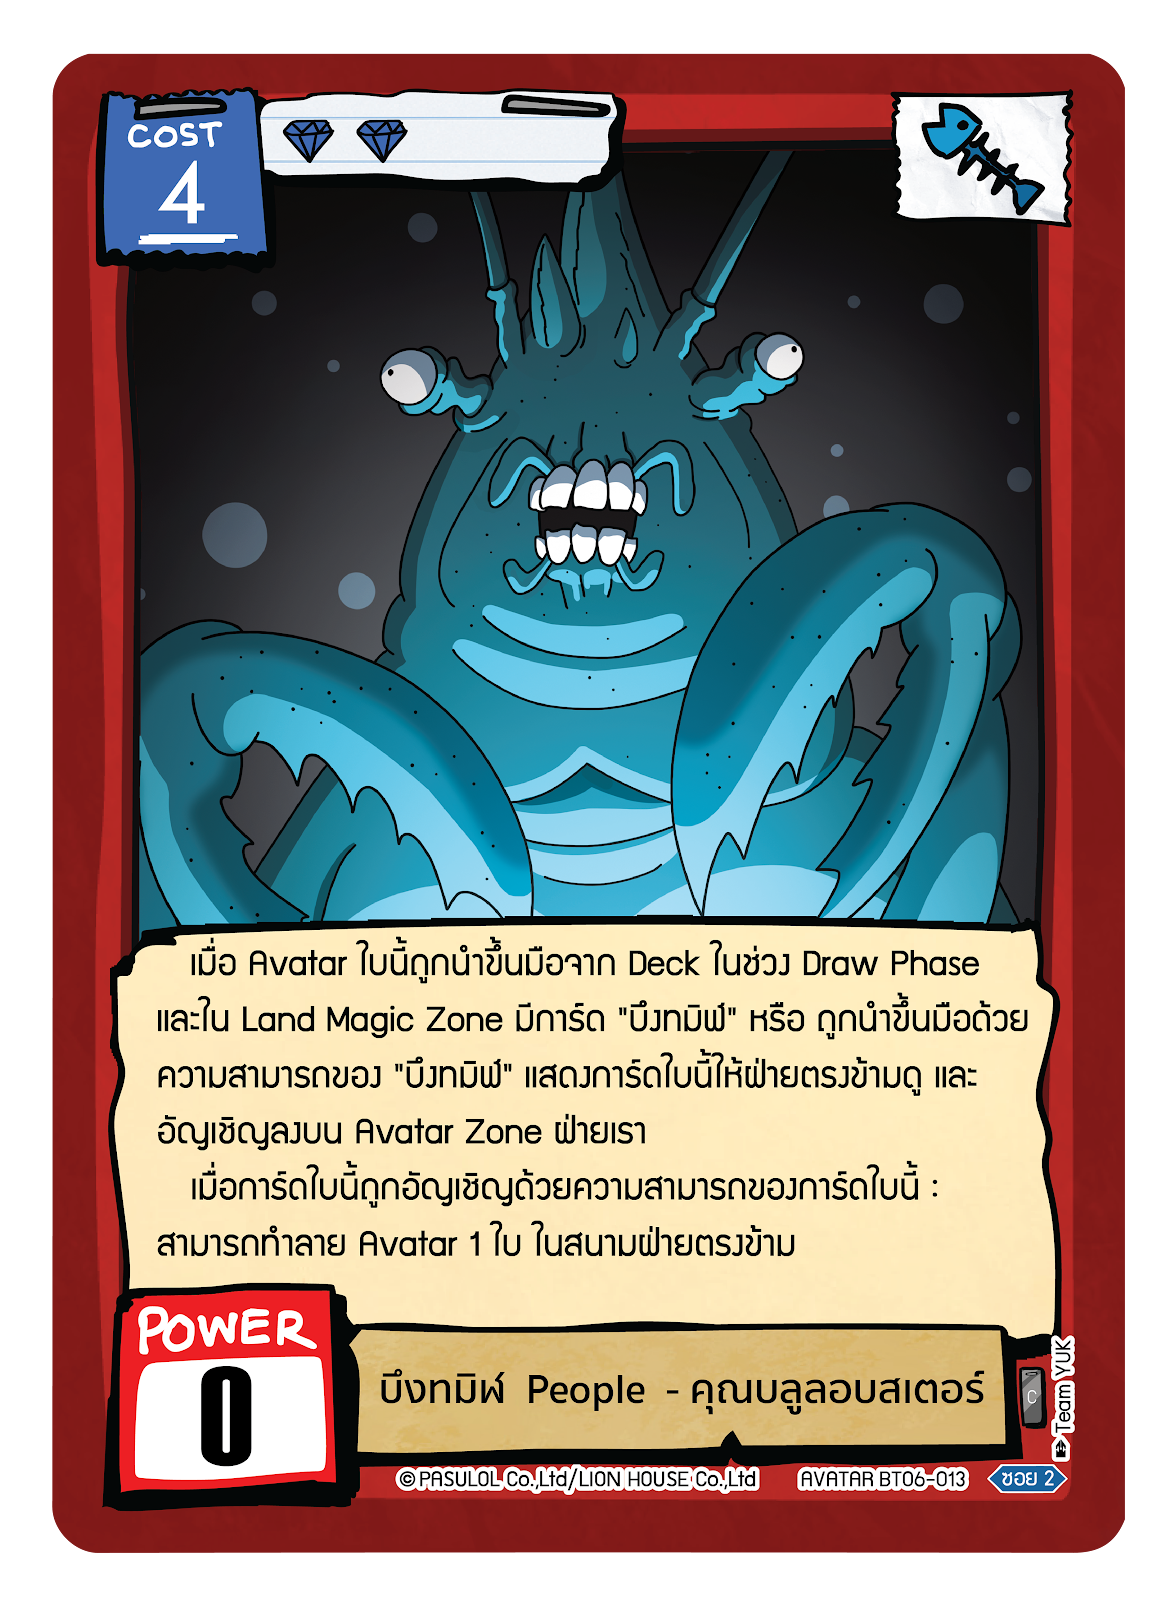 COST
4
เมื่อ Avatar ใบนี้ถูกนำขึ้นมือจาก Deck ในช่วง Draw Phase
และใน Land Magic Zone มีการ์ด "บึงทมิฬ" หรือ ถูกนำขึ้นมือด้วย
ความสามารถของ "บึงทมิฬ" แสดงการ์ดใบนี้ให้ฝ่ายตรงข้ามดู และ
อัญเชิญลงบน Avatar Zone ฝ่ายเรา
เมื่อการ์ดใบนี้ถูกอัญเชิญด้วยความสามารถของการ์ดใบนี้ :
สามารถทำลาย Avatar 1 ใบ ในสนามฝ่ายตรงข้าม
POWER
0
บึงทมิฬ People - คุณบลูลอบสเตอร์
C
Team YUK
© PASULOL Co.,Ltd/LION HOUSE Co.,Ltd AVATAR BT06-013 ซอย 2